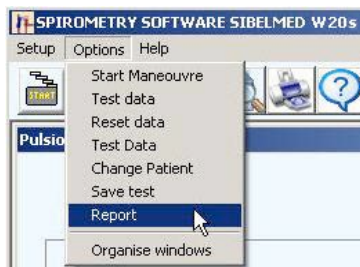 SPIROMETRY SOFTWARE SIBELMED W20s
Setup Options Help
START
Start Maneouvre
Test data
Reset data
Test Data
Change Patient
Save test
Report
Organise windows
Pulsio